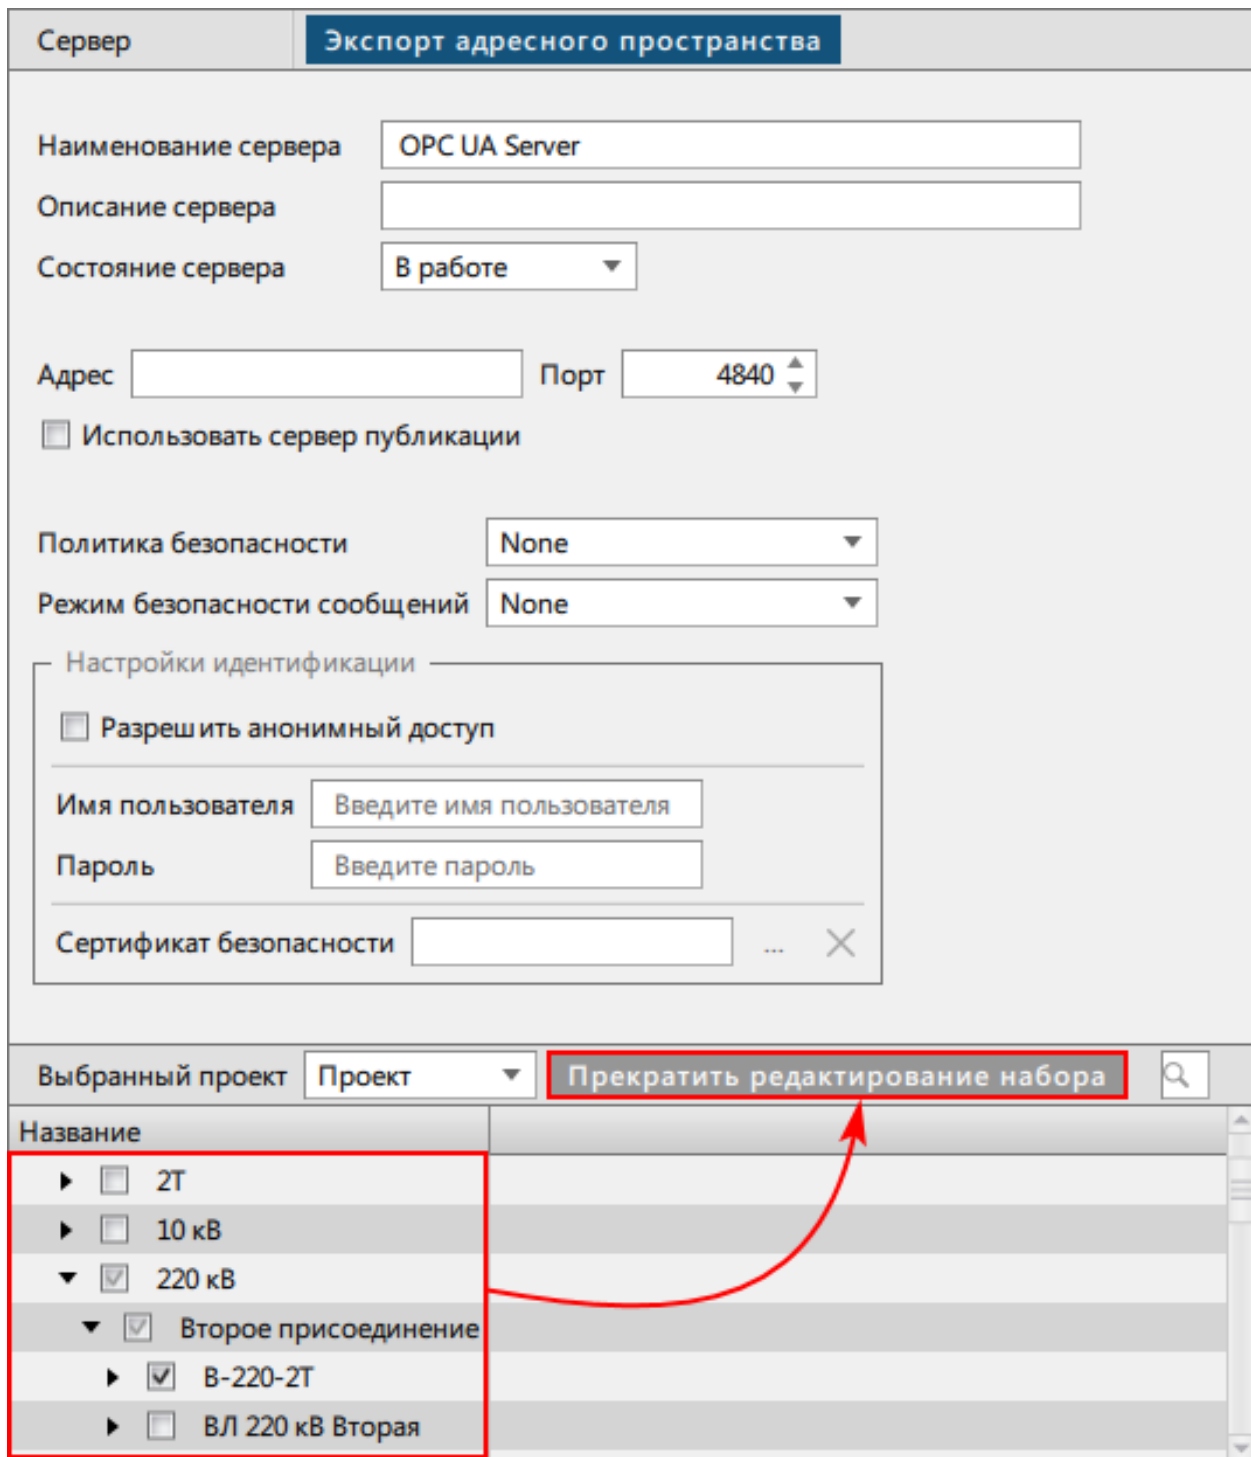 Сервер Экспорт адресного пространства
Наименование сервера OPC UA Server
Описание сервера
Состояние сервера В работе
Адрес Порт 4840
Использовать сервер публикации
Политика безопасности None
Режим безопасности сообщений None
Настройки идентификации
Разрешить анонимный доступ
Имя пользователя Введите имя пользователя
Пароль Введите пароль
Сертификат безопасности ...
Выбранный проект Проект Прекратить редактирование набора
Название
2Т
10 кВ
220 кВ
Второе присоединение
В-220-2Т
ВЛ 220 кВ Вторая